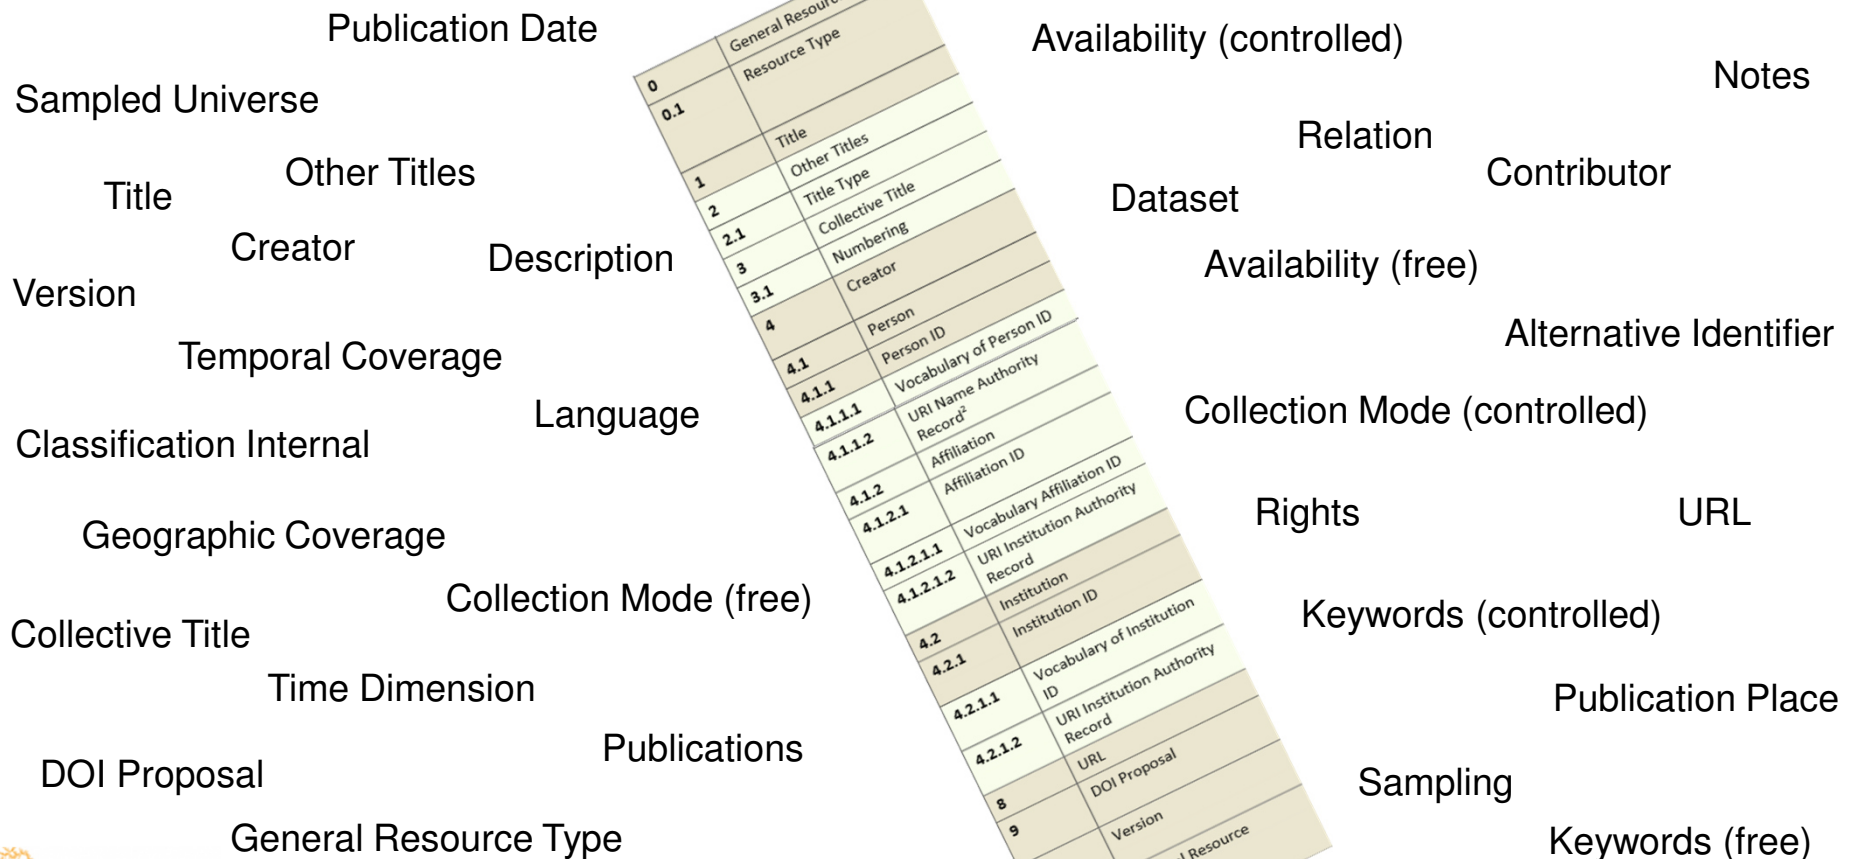 Publication Date
Sampled Universe
Other Titles
Title
Creator
Description
Version
Temporal Coverage
Language
Classification Internal
Geographic Coverage
Collection Mode (free)
Collective Title
Time Dimension
Publications
DOI Proposal
General Resource Type
0 General
0.1 Resource Type
1 Title
2 Other Titles
2.1 Title Type
3 Collective Title
3.1 Numbering
4 Creator
4.1 Person
4.1.1 Person ID
4.1.1.1 Vocabulary of Person ID
4.1.1.2 URI Name Authority
Record²
4.1.2 Affiliation
4.1.2.1 Affiliation ID
4.1.2.1.1 Vocabulary Affiliation ID
4.1.2.1.2 URI Institution Authority
Record
4.2 Institution
4.2.1 Institution ID
4.2.1.1 Vocabulary of Institution
ID
4.2.1.2 URI Institution Authority
Record
8 URL
9 DOI Proposal
Version
Resource
Availability (controlled)
Notes
Relation
Contributor
Dataset
Availability (free)
Alternative Identifier
Collection Mode (controlled)
Rights
URL
Keywords (controlled)
Publication Place
Sampling
Keywords (free)